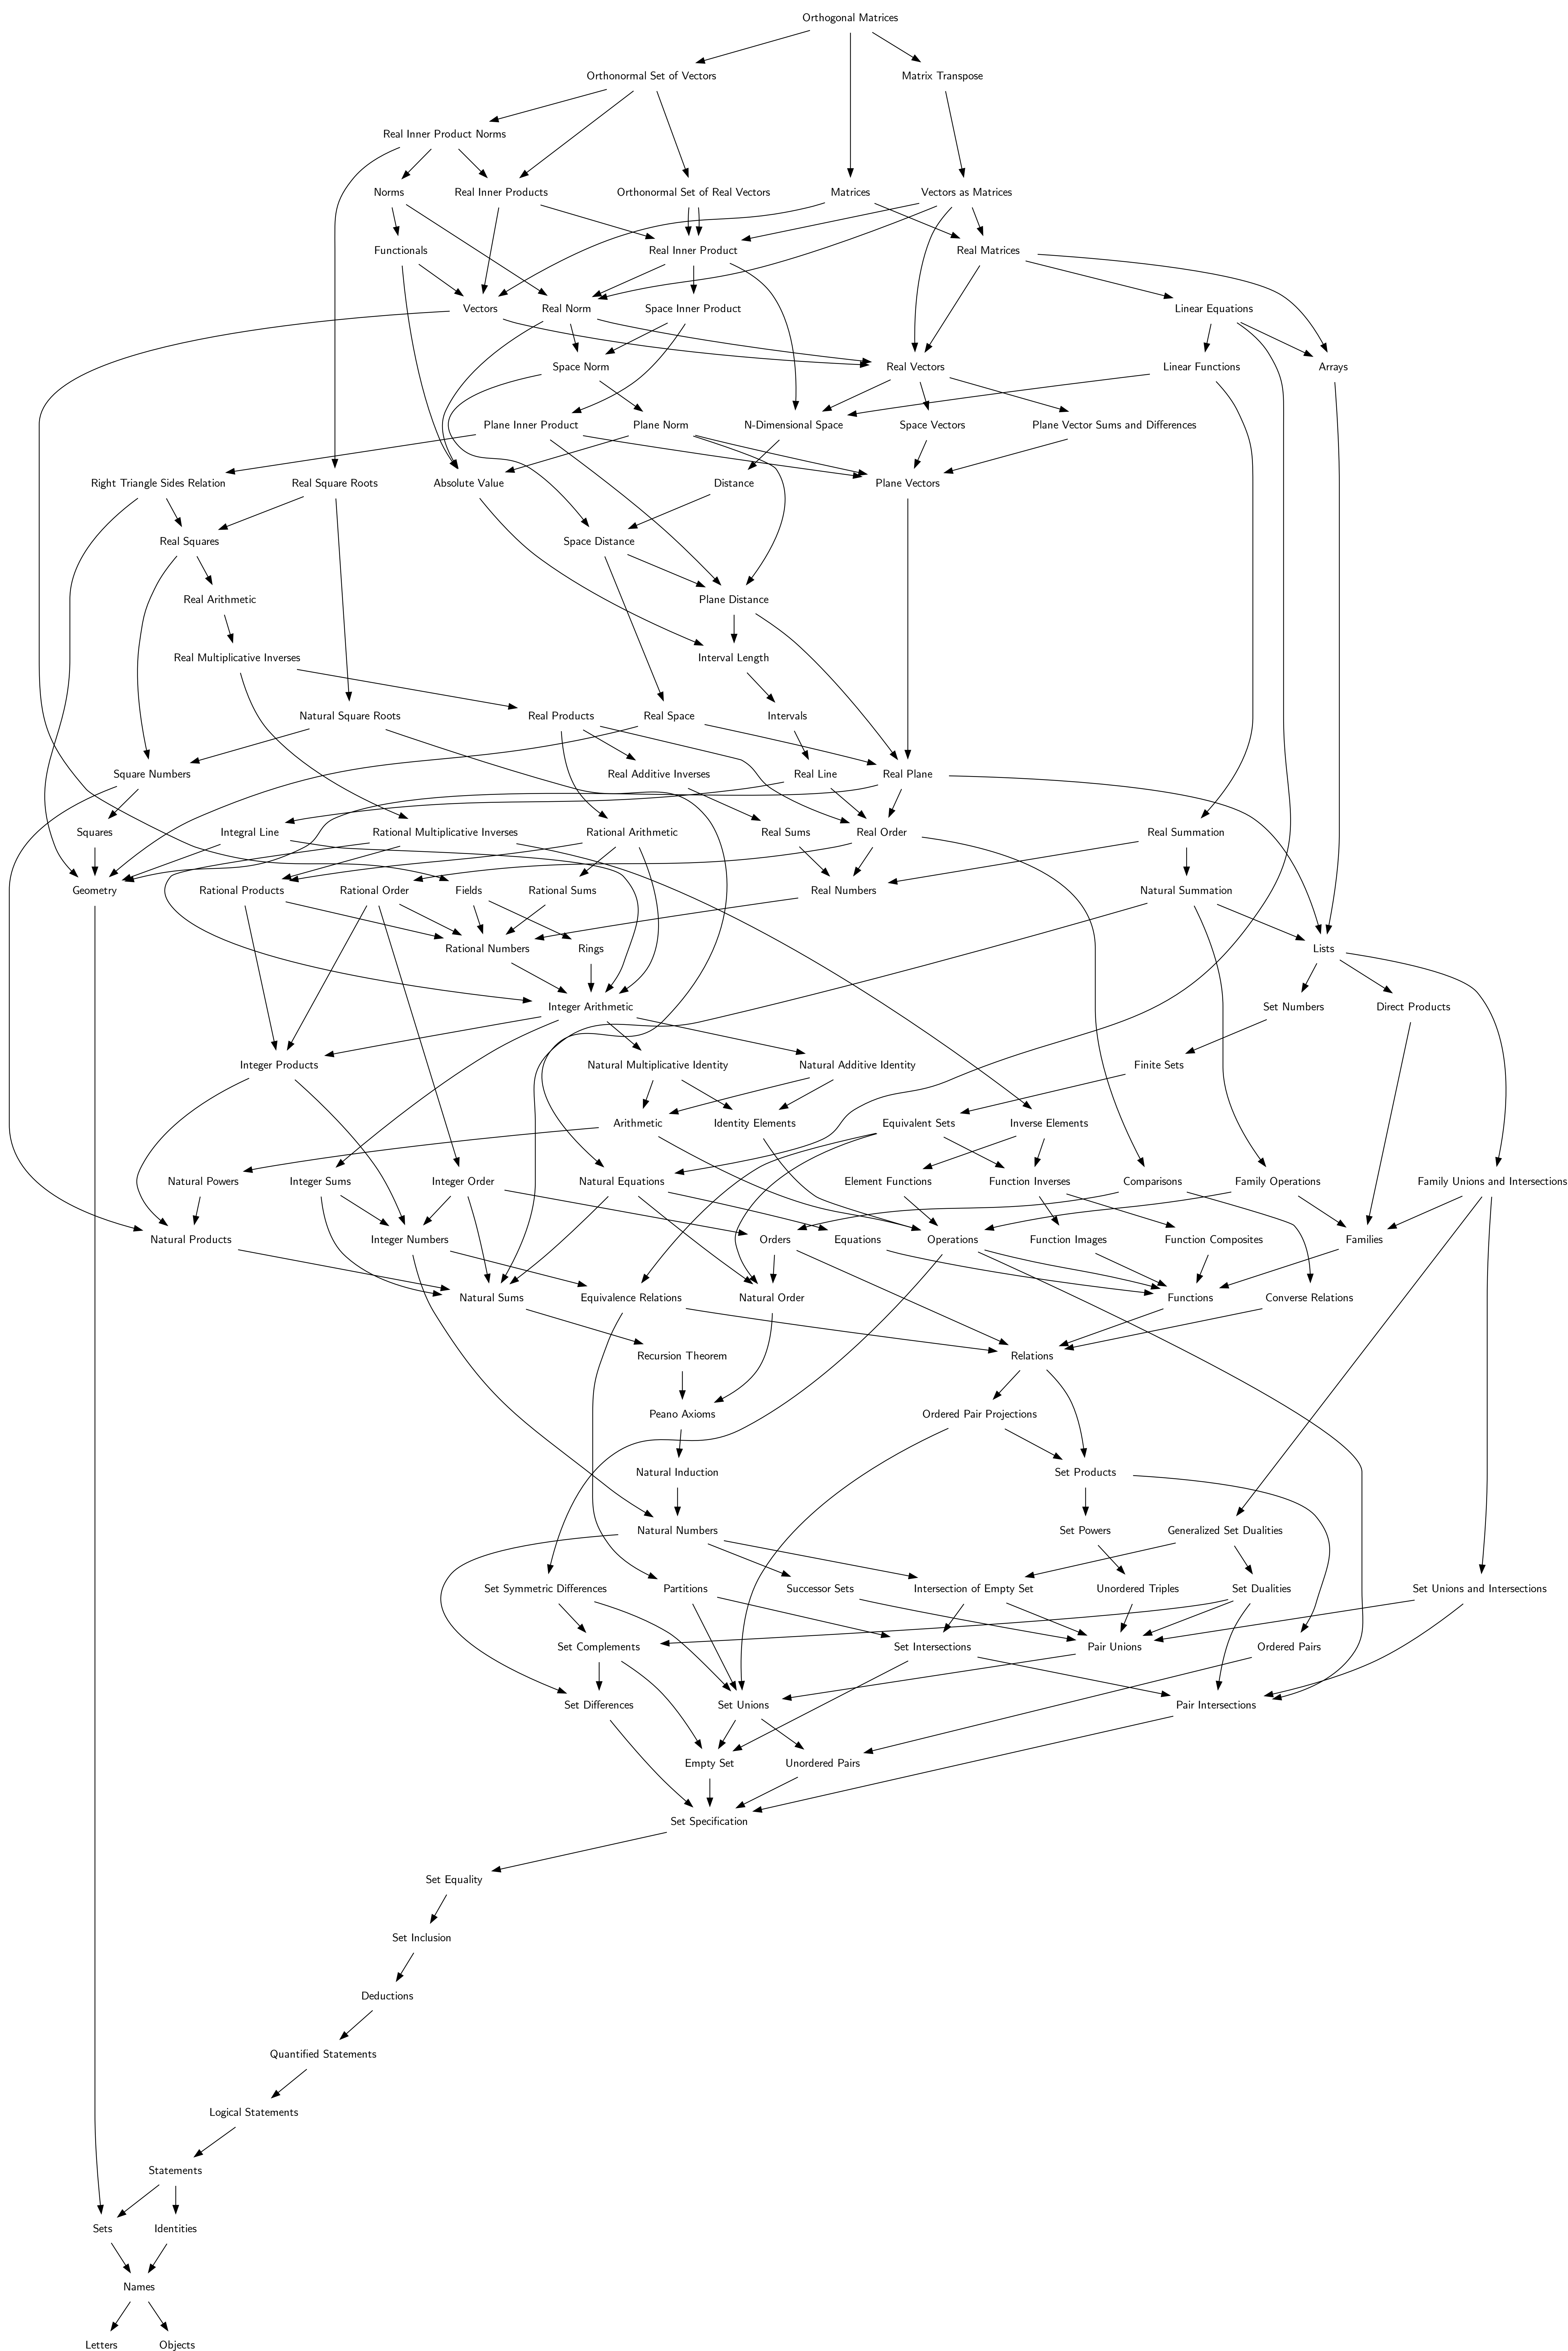 Orthogonal Matrices
Orthonormal Set of Vectors
Matrix Transpose
Real Inner Product Norms
Norms
Real Inner Products
Orthonormal Set of Real Vectors
Matrices
Vectors as Matrices
Functionals
Real Inner Product
Real Matrices
Vectors
Real Norm
Space Inner Product
Linear Equations
Space Norm
Real Vectors
Linear Functions
Arrays
Plane Inner Product
Plane Norm
N-Dimensional Space
Space Vectors
Plane Vector Sums and Differences
Right Triangle Sides Relation
Real Square Roots
Absolute Value
Distance
Plane Vectors
Real Squares
Space Distance
Real Arithmetic
Plane Distance
Real Multiplicative Inverses
Interval Length
Natural Square Roots
Real Products
Real Space
Intervals
Square Numbers
Real Additive Inverses
Real Line
Real Plane
Squares
Integral Line
Rational Multiplicative Inverses
Rational Arithmetic
Real Sums
Real Order
Real Summation
Geometry
Rational Products
Rational Order
Fields
Rational Sums
Real Numbers
Natural Summation
Rational Numbers
Rings
Lists
Integer Arithmetic
Set Numbers
Direct Products
Integer Products
Natural Multiplicative Identity
Natural Additive Identity
Finite Sets
Arithmetic
Identity Elements
Equivalent Sets
Inverse Elements
Natural Powers
Integer Sums
Integer Order
Natural Equations
Element Functions
Function Inverses
Comparisons
Family Operations
Family Unions and Intersections
Natural Products
Integer Numbers
Orders
Equations
Operations
Function Images
Function Composites
Families
Natural Sums
Equivalence Relations
Natural Order
Functions
Converse Relations
Recursion Theorem
Relations
Peano Axioms
Ordered Pair Projections
Natural Induction
Set Products
Natural Numbers
Set Powers
Generalized Set Dualities
Set Symmetric Differences
Partitions
Successor Sets
Intersection of Empty Set
Unordered Triples
Set Dualities
Set Unions and Intersections
Set Complements
Set Intersections
Pair Unions
Ordered Pairs
Set Differences
Set Unions
Pair Intersections
Empty Set
Unordered Pairs
Set Specification
Set Equality
Set Inclusion
Deductions
Quantified Statements
Logical Statements
Statements
Sets
Identities
Names
Letters
Objects